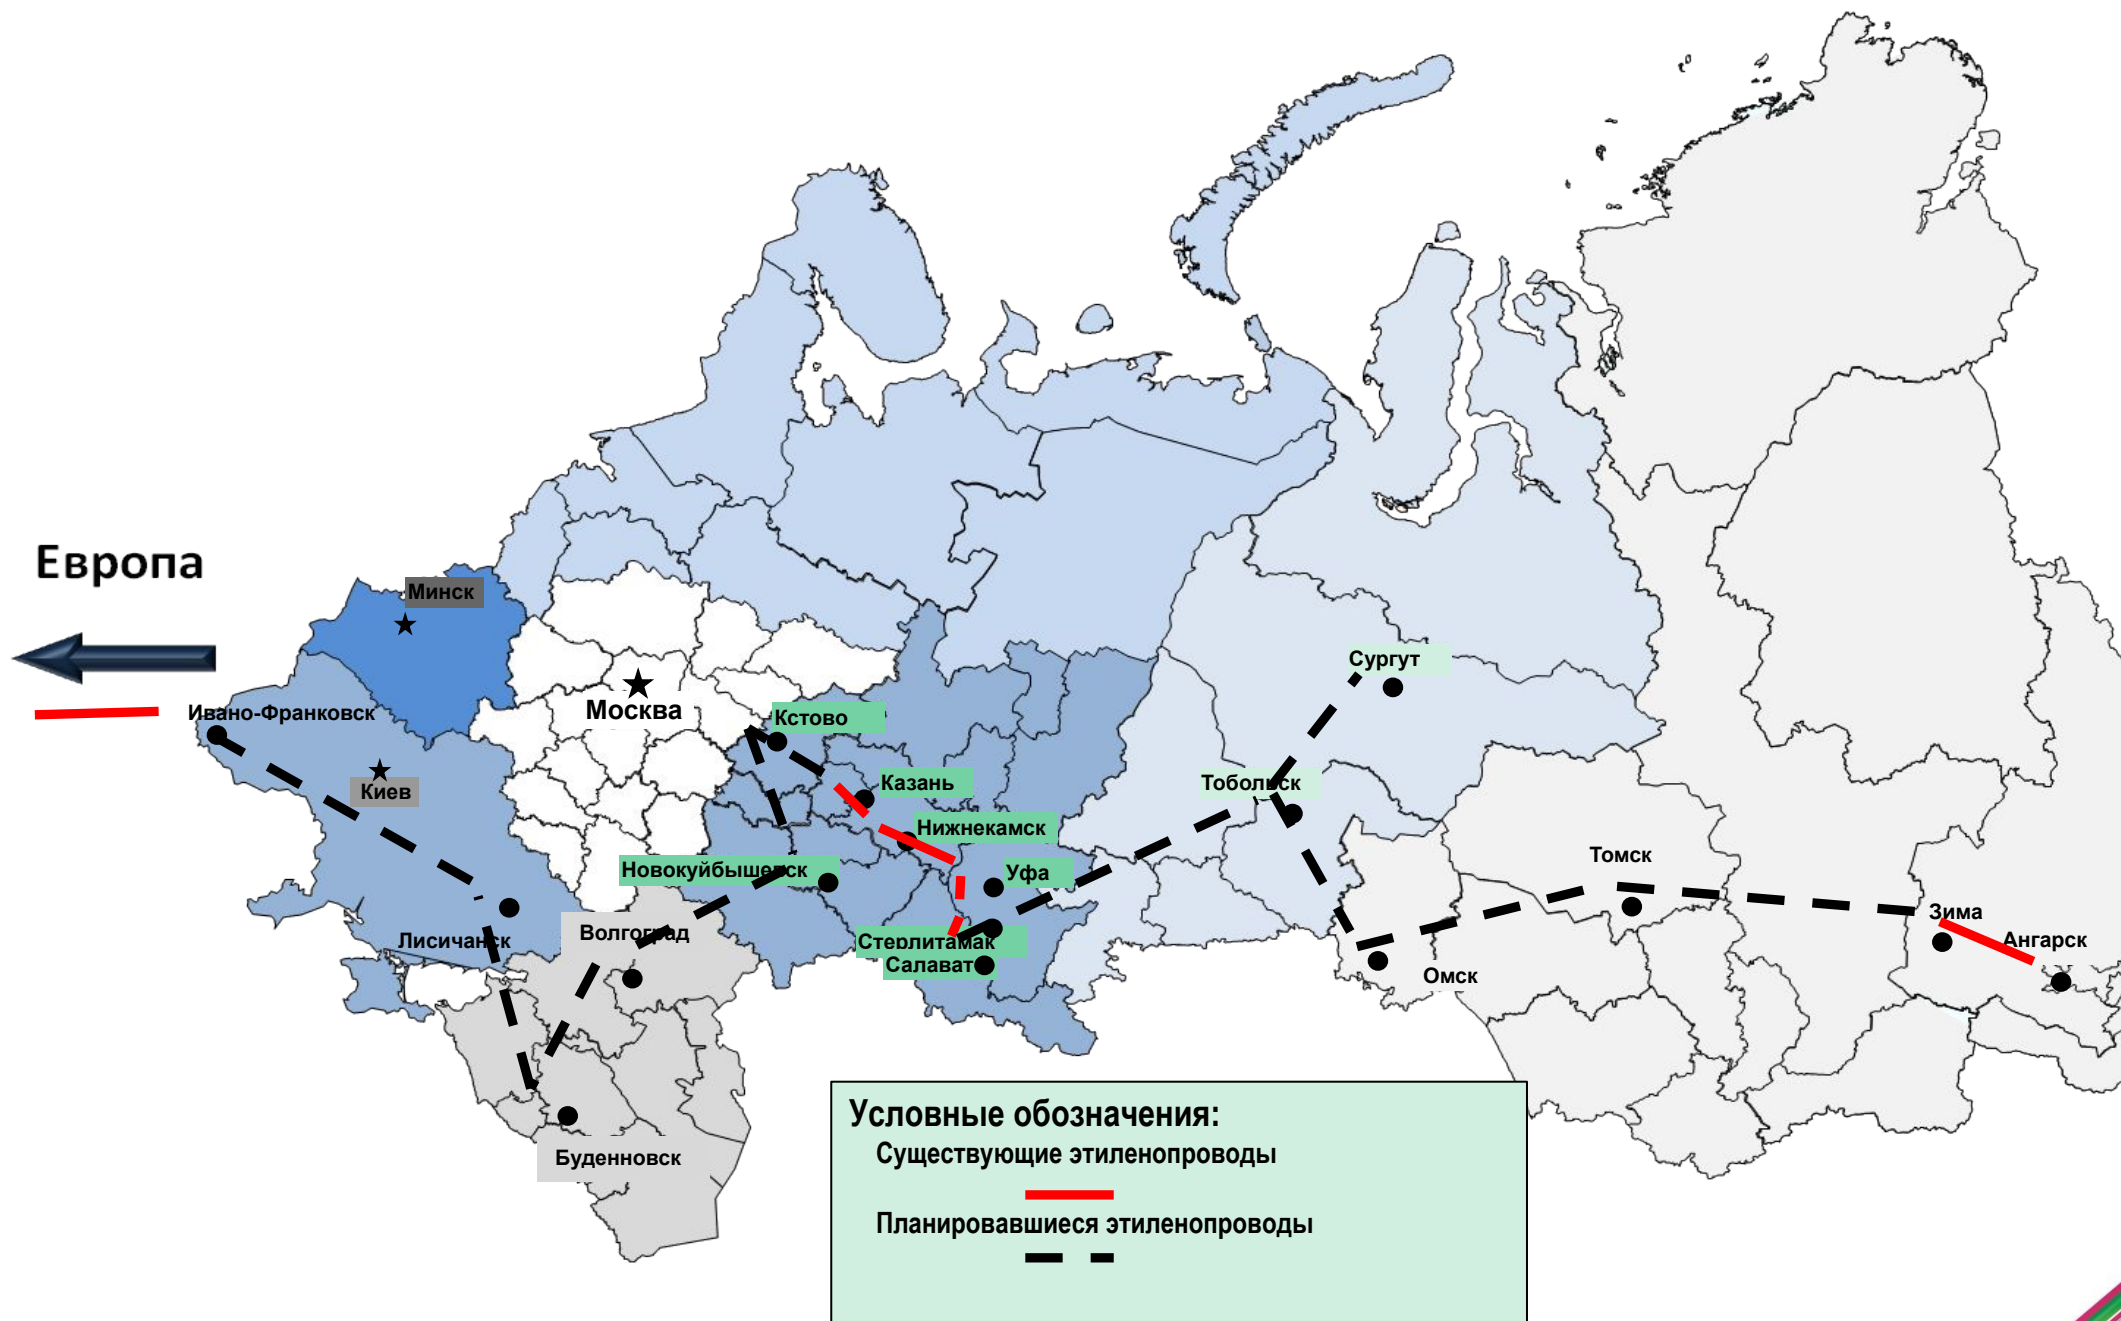 Европа
Минск
Сургут
Ивано-Франковск
Москва
Кстово
Киев
Казань
Тобольск
Нижнекамск
Новокуйбышевск
Уфа
Томск
Зима
Волгоград
Лисичанск
Стерлитамак
Ангарск
Салават
Омск
Буденновск
Условные обозначения:
Существующие этиленопроводы
Планировавшиеся этиленопроводы